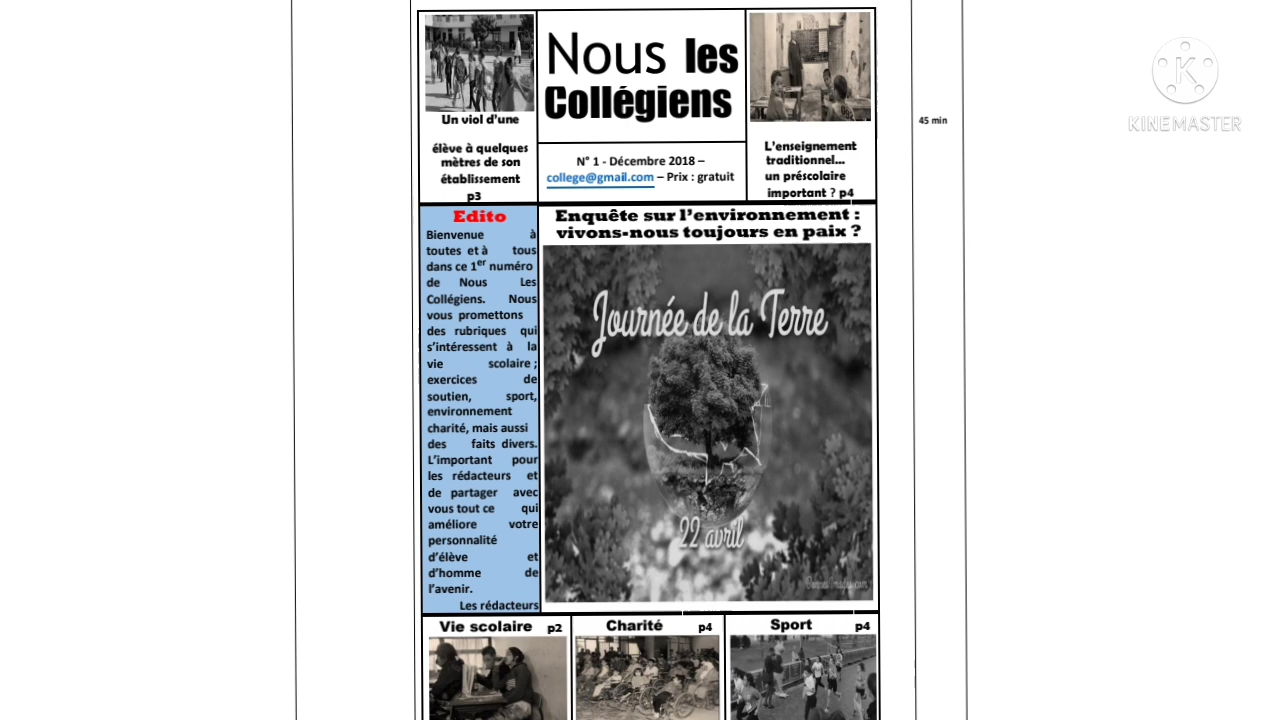 Un viol d'une
élève à quelques
mètres de son
établissement
p3
Nous les
Collégiens
N° 1 - Décembre 2018 –
college@gmail.com – Prix : gratuit
L'enseignement
traditionnel...
un préscolaire
important ? p4
45 min
KINEMASTER
Edito
Bienvenue à
toutes et à tous
dans ce 1er numéro
de Nous Les
Collégiens. Nous
vous promettons
des rubriques qui
s'intéressent à la
vie scolaire ;
exercices de
soutien, sport,
environnement
charité, mais aussi
des faits divers.
L'important pour
les rédacteurs et
de partager avec
vous tout ce qui
améliore votre
personnalité
d'élève et
d'homme de
l'avenir.
Les rédacteurs
Enquête sur l'environnement :
vivons-nous toujours en paix ?
Journée de la Terre
22 avril
Vie scolaire p2
Charité p4
Sport p4